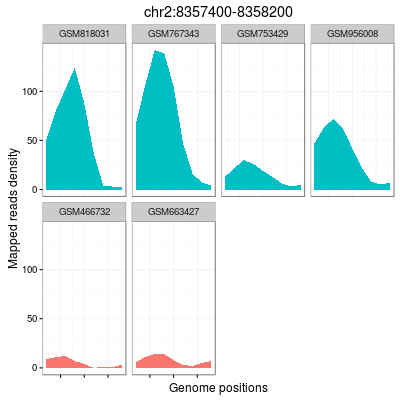 chr2:8357400-8358200
GSM818031 GSM767343 GSM753429 GSM956008
100
50
0
GSM466732 GSM663427
100
50
0
Mapped reads density
Genome positions